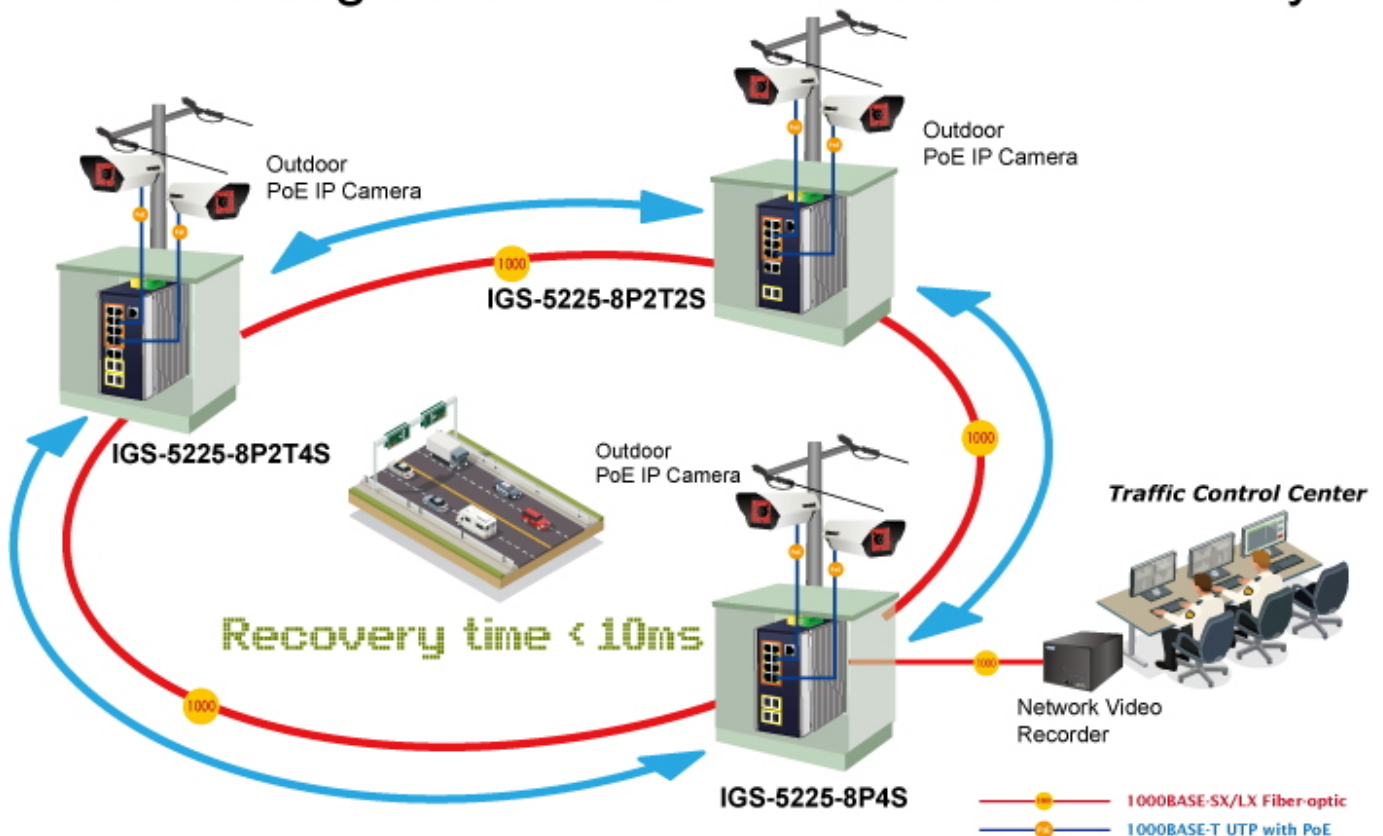 Outdoor
PoE IP Camera
Outdoor
PoE IP Camera
1000
IGS-5225-8P2T2S
IGS-5225-8P2T4S
1000
Outdoor
PoE IP Camera
Traffic Control Center
Recovery time < 10ms
1000
1000
Network Video
Recorder
IGS-5225-8P4S
1000BASE-SX/LX Fiber-optic
1000BASE-T UTP with PoE